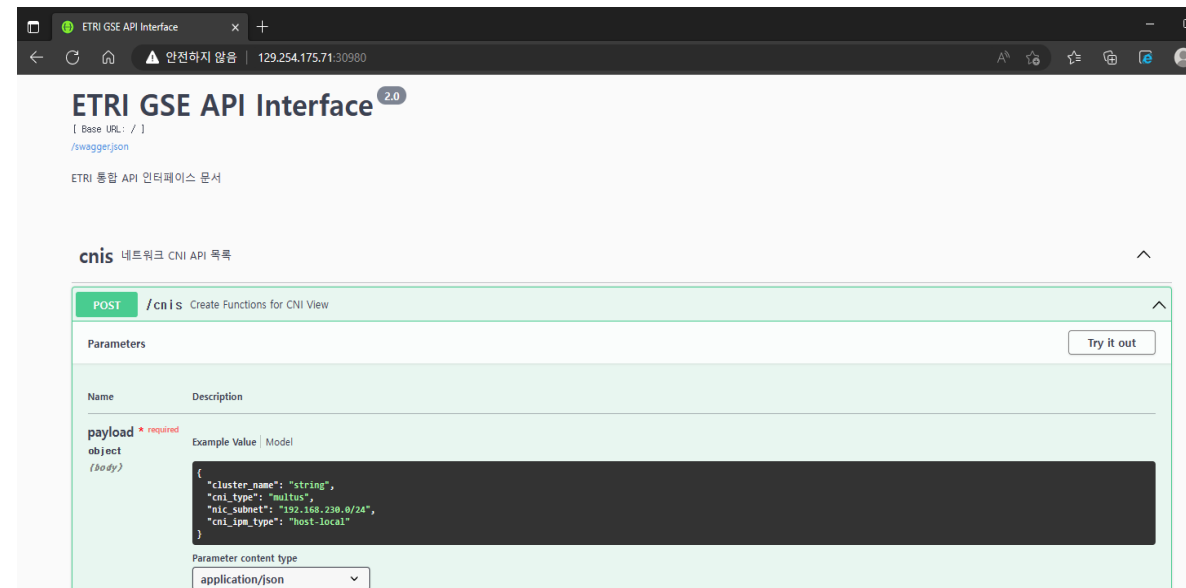 ETRI GSE API Interface
안전하지 않음 | 129.254.175.71:30980
ETRI GSE API Interface 2.0
[ Base URL: / ]
/swagger.json
ETRI 통합 API 인터페이스 문서
cnis 네트워크 CNI API 목록
POST /cnis Create Functions for CNI View
Parameters Try it out
Name Description
payload * required
object
(body)
Example Value | Model
{
"cluster_name": "string",
"cni_type": "multus",
"nic_subnet": "192.168.230.0/24",
"cni_ipm_type": "host-local"
}
Parameter content type
application/json